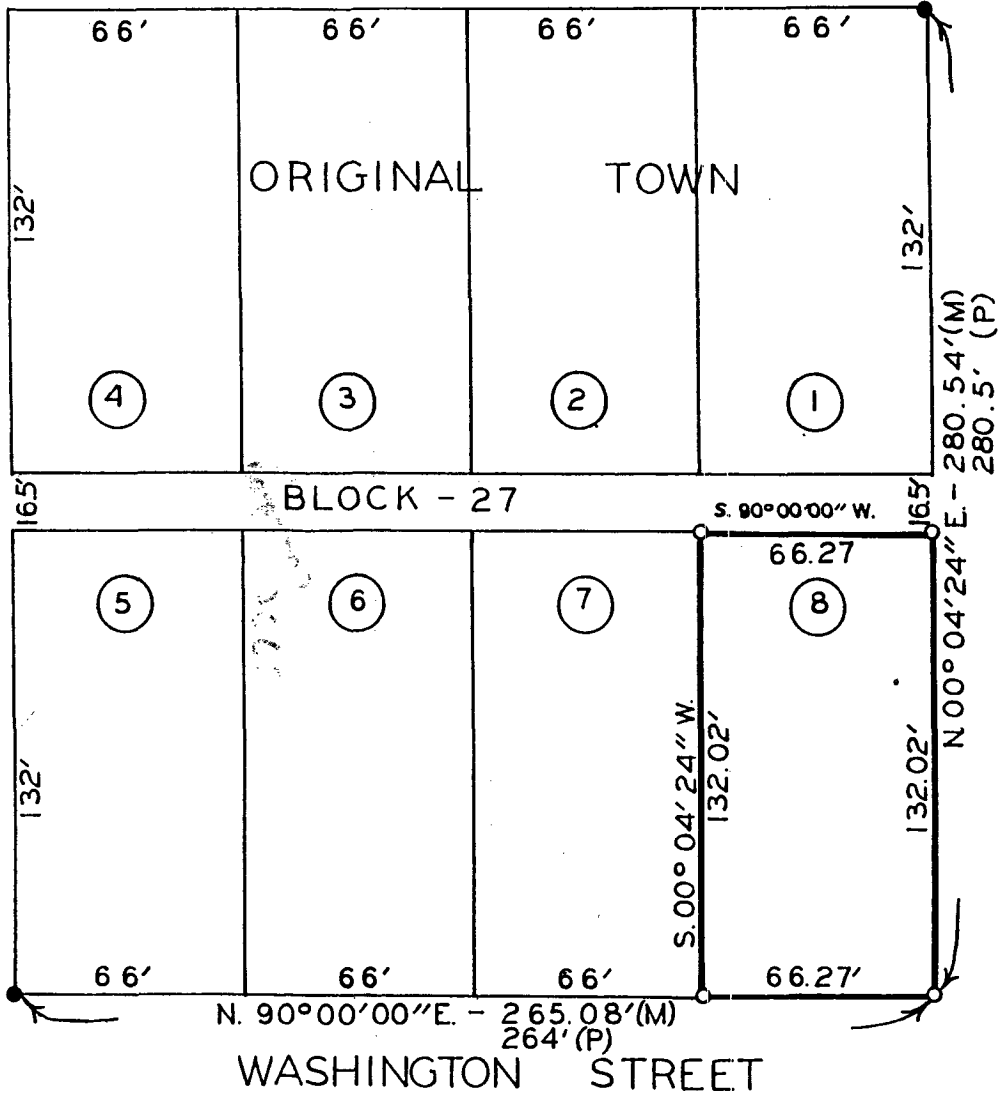 66' 66' 66' 66'
ORIGINAL TOWN
132' 132'
280.54'(M)
280.5' (P)
4 3 2 1
16.5' BLOCK - 27 S. 90°00'00" W. 16.5'
66.27
N.00° 04'24" E. -
5 6 7 8
S.00° 04' 24" W.
132' 132.02' 132.02'
66' 66' 66' 66.27'
N. 90°00'00"E. - 265.08'(M)
264' (P)
WASHINGTON STREET